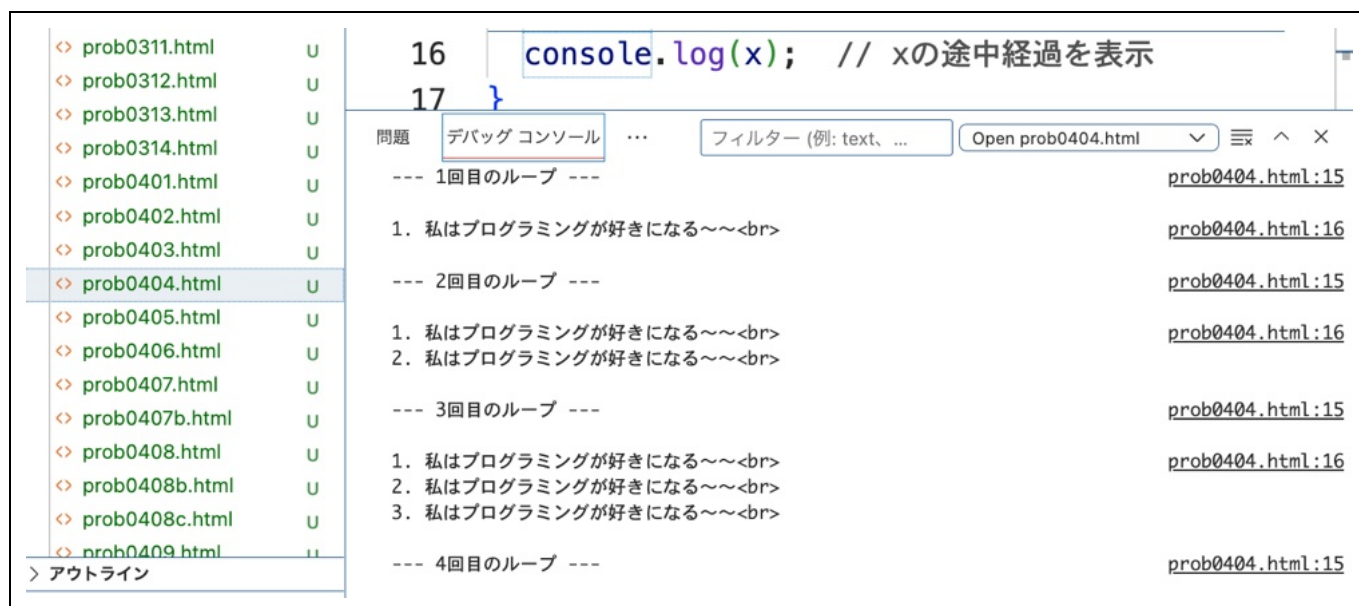 prob0311.html U
prob0312.html U
prob0313.html U
prob0314.html U
prob0401.html U
prob0402.html U
prob0403.html U
prob0404.html U
prob0405.html U
prob0406.html U
prob0407.html U
prob0407b.html U
prob0408.html U
prob0408b.html U
prob0408c.html U
prob0409.html U
アウトライン
16 console.log(x); // xの途中経過を表示
17 }
問題 デバッグ コンソール ... フィルター (例: text、... Open prob0404.html
--- 1回目のループ --- prob0404.html:15
1. 私はプログラミングが好きになる〜〜<br> prob0404.html:16
--- 2回目のループ --- prob0404.html:15
1. 私はプログラミングが好きになる〜〜<br> prob0404.html:16
2. 私はプログラミングが好きになる〜〜<br>
--- 3回目のループ --- prob0404.html:15
1. 私はプログラミングが好きになる〜〜<br> prob0404.html:16
2. 私はプログラミングが好きになる〜〜<br>
3. 私はプログラミングが好きになる〜〜<br>
--- 4回目のループ --- prob0404.html:15